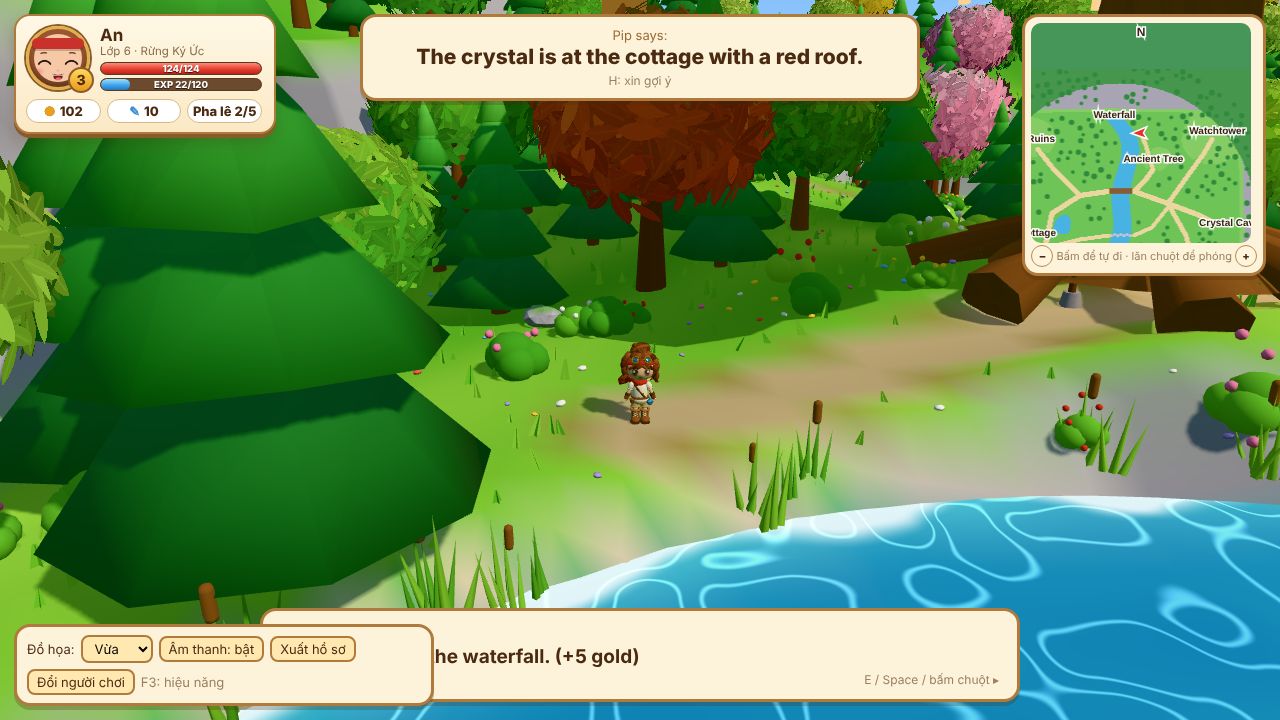 An
Lớp 6 · Rừng Ký Ức
124/124
EXP 22/120
3
102
10
Pha lê 2/5
Pip says:
The crystal is at the cottage with a red roof.
H: xin gợi ý
N
Waterfall
Watchtower
Ruins
Ancient Tree
Crystal Cav
ttage
− Bấm để tự đi · lăn chuột để phóng +
he waterfall. (+5 gold)
E / Space / bấm chuột ▸
Đồ họa: Vừa Âm thanh: bật Xuất hồ sơ
Đổi người chơi F3: hiệu năng